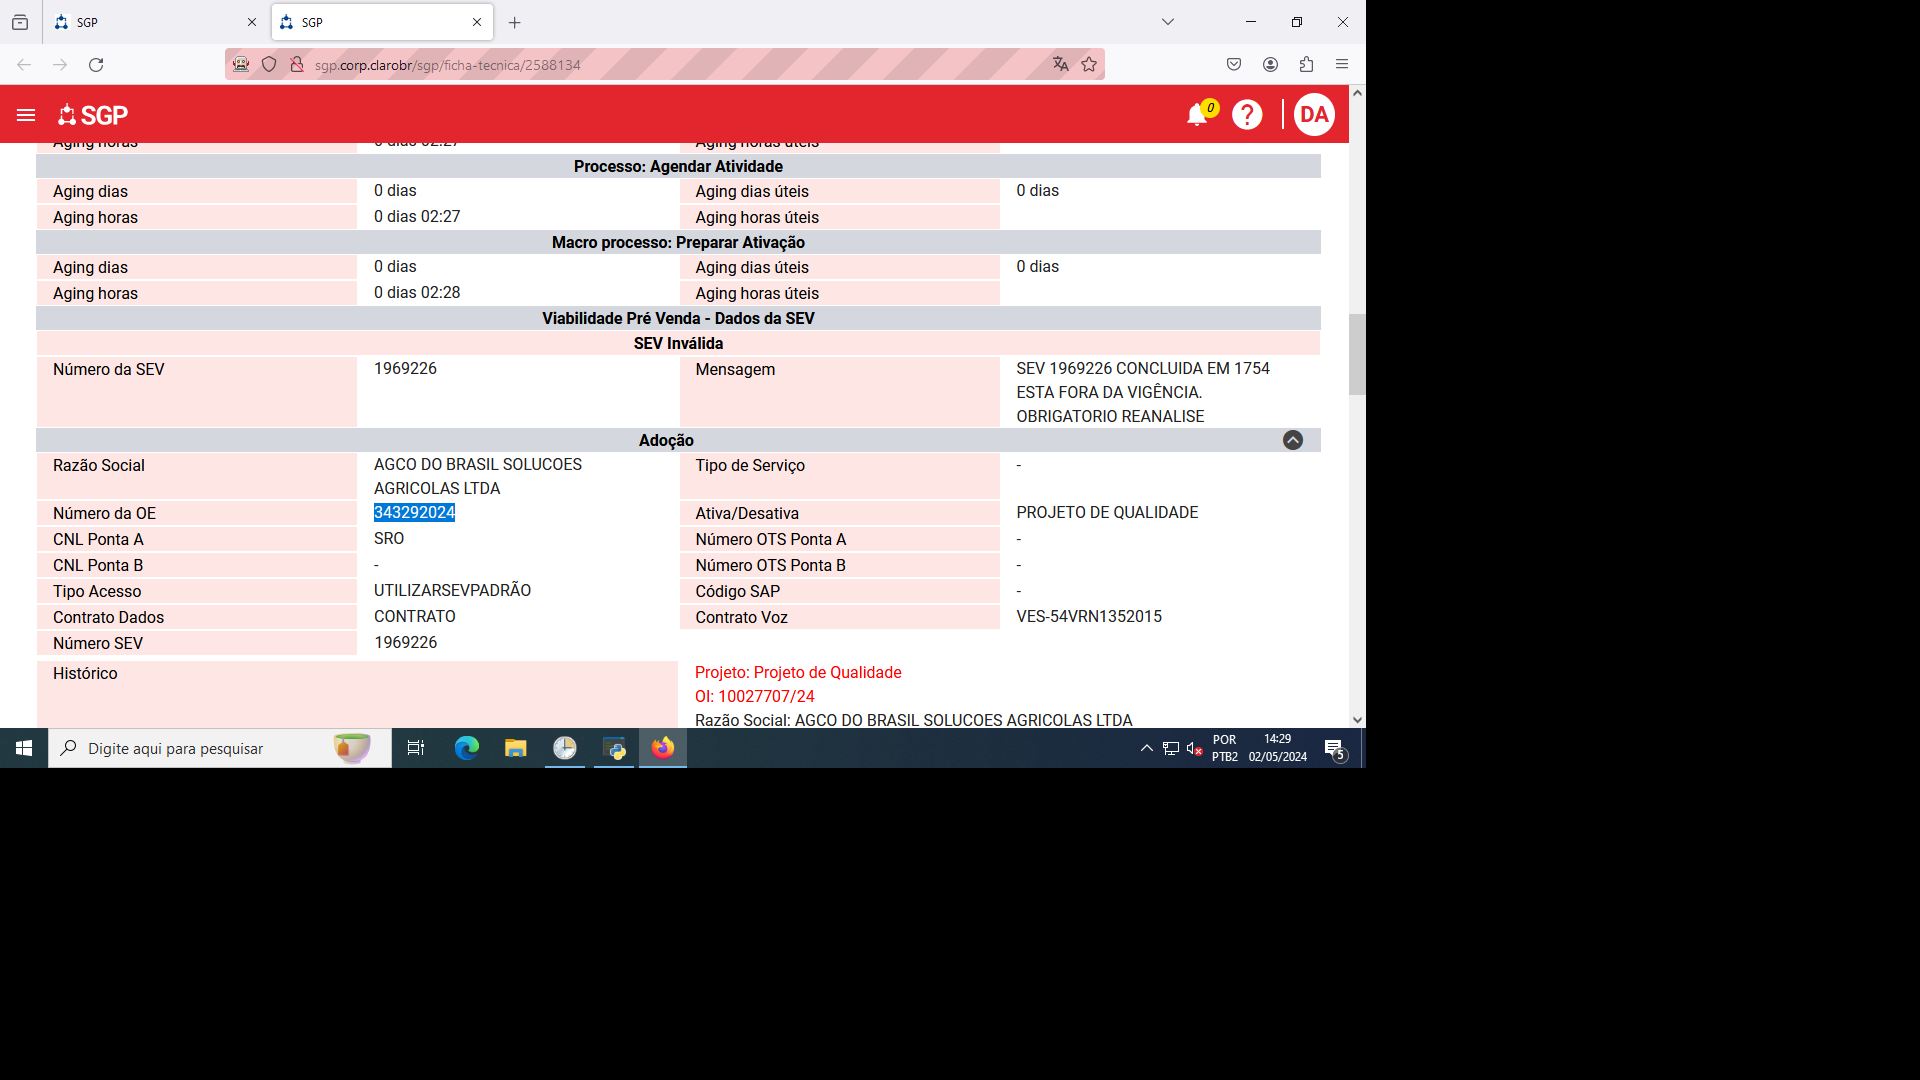 SGP
SGP
sgp.corp.clarobr/sgp/ficha-tecnica/2588134
SGP
0
?
DA
Aging horas 0 dias 02:27 Aging horas úteis
Processo: Agendar Atividade
Aging dias 0 dias Aging dias úteis 0 dias
Aging horas 0 dias 02:27 Aging horas úteis
Macro processo: Preparar Ativação
Aging dias 0 dias Aging dias úteis 0 dias
Aging horas 0 dias 02:28 Aging horas úteis
Viabilidade Pré Venda - Dados da SEV
SEV Inválida
Número da SEV 1969226 Mensagem SEV 1969226 CONCLUIDA EM 1754
ESTA FORA DA VIGÊNCIA.
OBRIGATORIO REANALISE
Adoção
Razão Social AGCO DO BRASIL SOLUCOES Tipo de Serviço -
AGRICOLAS LTDA
Número da OE 343292024 Ativa/Desativa PROJETO DE QUALIDADE
CNL Ponta A SRO Número OTS Ponta A -
CNL Ponta B - Número OTS Ponta B -
Tipo Acesso UTILIZARSEVPADRÃO Código SAP -
Contrato Dados CONTRATO Contrato Voz VES-54VRN1352015
Número SEV 1969226
Histórico Projeto: Projeto de Qualidade
OI: 10027707/24
Razão Social: AGCO DO BRASIL SOLUCOES AGRICOLAS LTDA
Digite aqui para pesquisar
POR 14:29
PTB2 02/05/2024 5